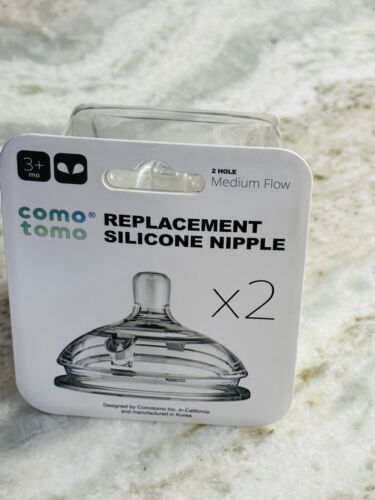 3+
mo
2 HOLE
Medium Flow
como®
tomo
REPLACEMENT
SILICONE NIPPLE
x2
Designed by Comotomo Inc. in California
and manufactured in Korea